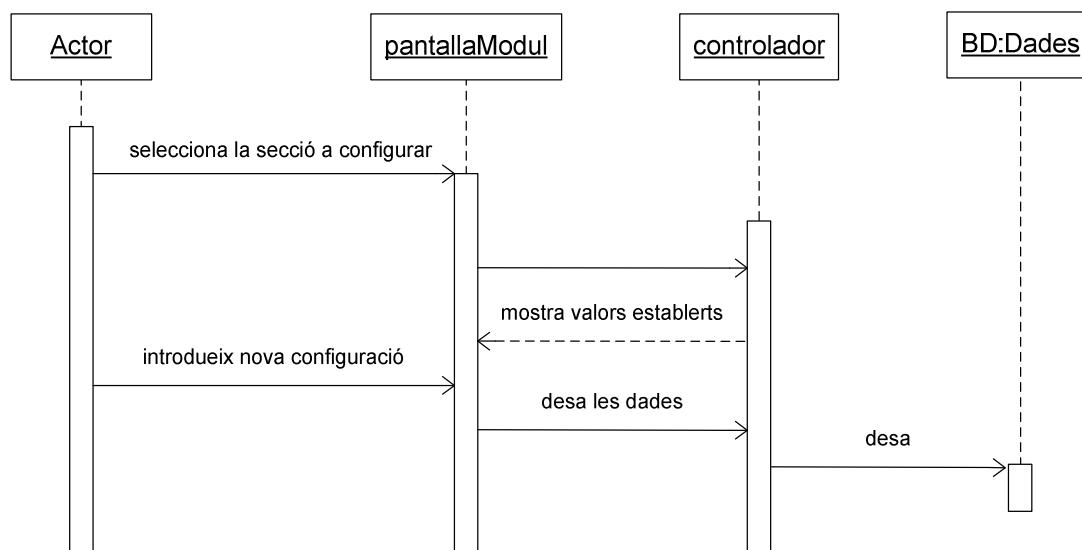 Actor
pantallaModul
controlador
BD:Dades
selecciona la secció a configurar
mostra valors establerts
introdueix nova configuració
desa les dades
desa